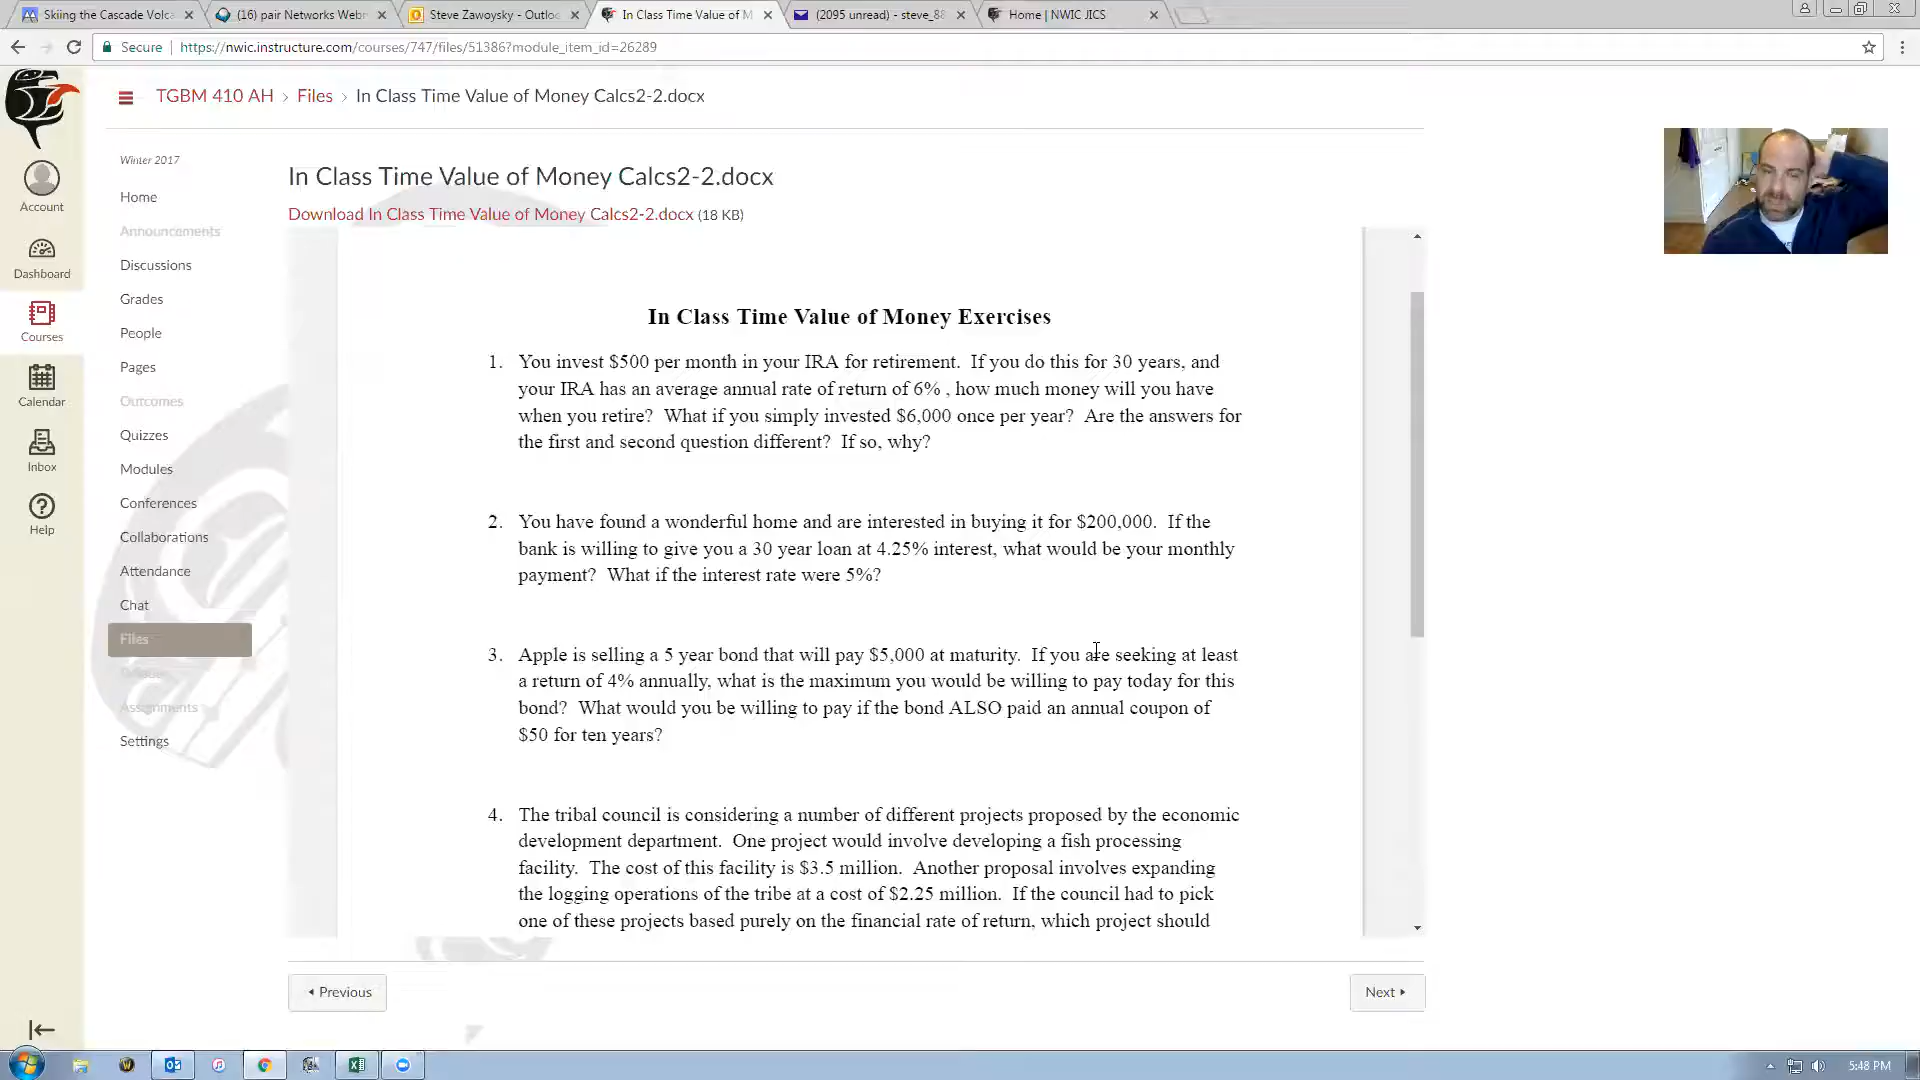 Skiing the Cascade Volca
(16) pair Networks Webm
Steve Zawoysky - Outloo
In Class Time Value of M
(2095 unread) - steve_88
Home | NWIC JICS
Secure | https://nwic.instructure.com/courses/747/files/51386?module_item_id=26289
TGBM 410 AH > Files > In Class Time Value of Money Calcs2-2.docx
Account
Dashboard
Courses
Calendar
Inbox
Help
Winter 2017
Home
Announcements
Discussions
Grades
People
Pages
Outcomes
Quizzes
Modules
Conferences
Collaborations
Attendance
Chat
Files
Assignments
Settings
In Class Time Value of Money Calcs2-2.docx
Download In Class Time Value of Money Calcs2-2.docx (18 KB)
In Class Time Value of Money Exercises
1. You invest $500 per month in your IRA for retirement. If you do this for 30 years, and
your IRA has an average annual rate of return of 6% , how much money will you have
when you retire? What if you simply invested $6,000 once per year? Are the answers for
the first and second question different? If so, why?
2. You have found a wonderful home and are interested in buying it for $200,000. If the
bank is willing to give you a 30 year loan at 4.25% interest, what would be your monthly
payment? What if the interest rate were 5%?
3. Apple is selling a 5 year bond that will pay $5,000 at maturity. If you are seeking at least
a return of 4% annually, what is the maximum you would be willing to pay today for this
bond? What would you be willing to pay if the bond ALSO paid an annual coupon of
$50 for ten years?
4. The tribal council is considering a number of different projects proposed by the economic
development department. One project would involve developing a fish processing
facility. The cost of this facility is $3.5 million. Another proposal involves expanding
the logging operations of the tribe at a cost of $2.25 million. If the council had to pick
one of these projects based purely on the financial rate of return, which project should
Previous
Next
5:48 PM